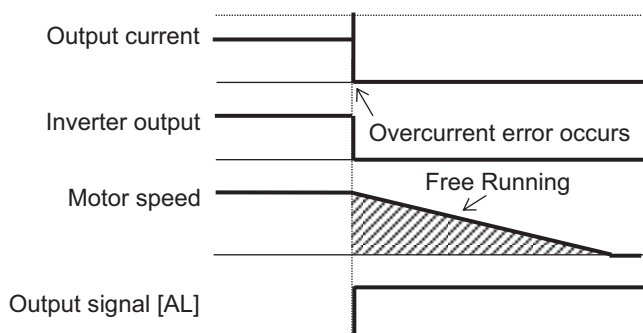 Output current
Inverter output
Overcurrent error occurs
Motor speed
Free Running
Output signal [AL]